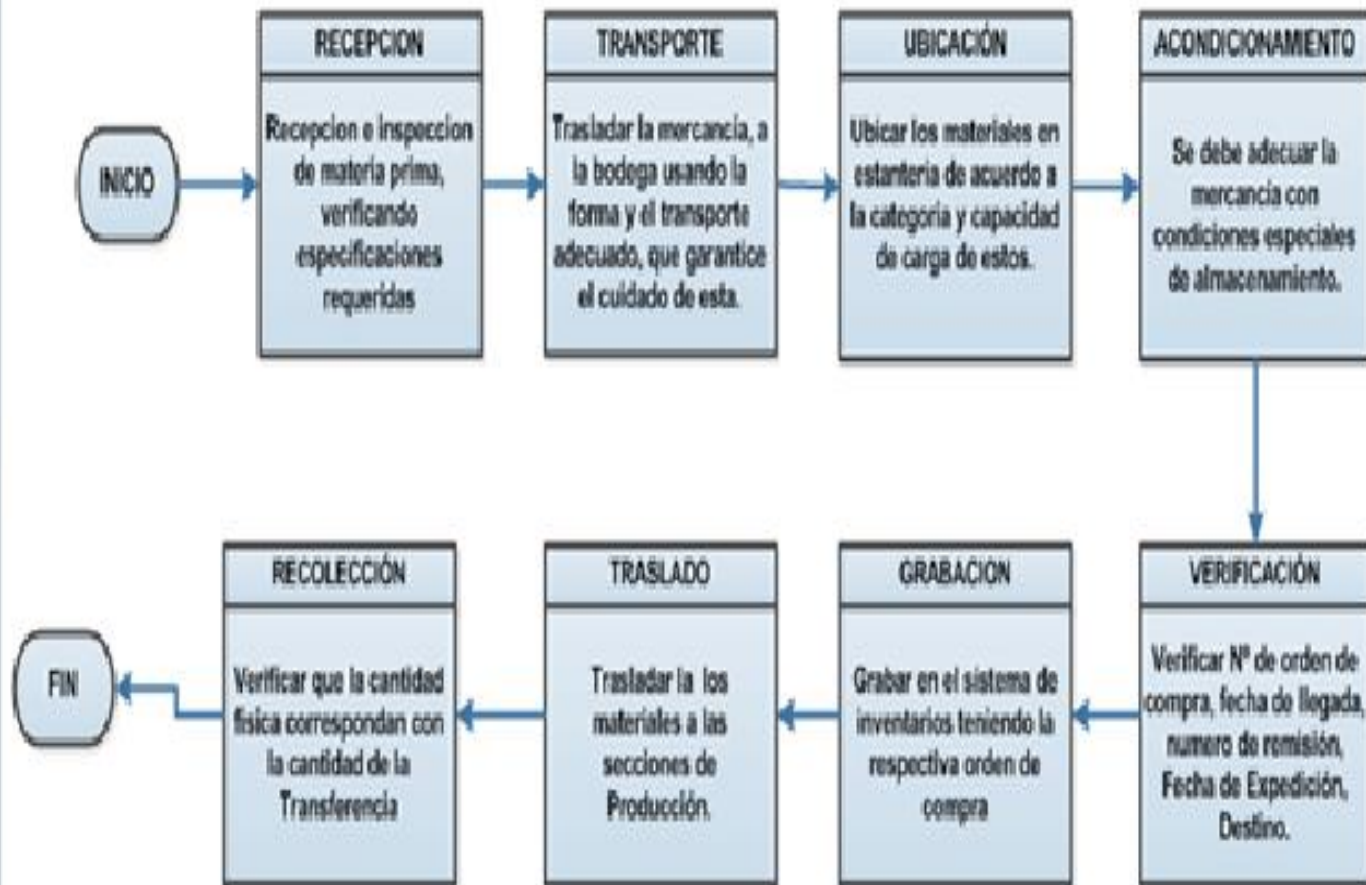 INICIO
RECEPCION
Recepcion e inspeccion
de materia prima,
verificando
especificaciones
requeridas
TRANSPORTE
Trasladar la mercancia, a
la bodega usando la
forma y el transporte
adecuado, que garantice
el cuidado de esta.
UBICACIÓN
Ubicar los materiales en
estanteria de acuerdo a
la categoria y capacidad
de carga de estos.
ACONDICIONAMIENTO
Se debe adecuar la
mercancia con
condiciones especiales
de almacenamiento.
VERIFICACIÓN
Verificar Nº de orden de
compra, fecha de llegada,
numero de remisión,
Fecha de Expedición,
Destino.
GRABACION
Grabar en el sistema de
inventarios teniendo la
respectiva orden de
compra
TRASLADO
Trasladar la los
materiales a las
secciones de
Producción.
RECOLECCIÓN
Verificar que la cantidad
fisica correspondan con
la cantidad de la
Transferencia
FIN